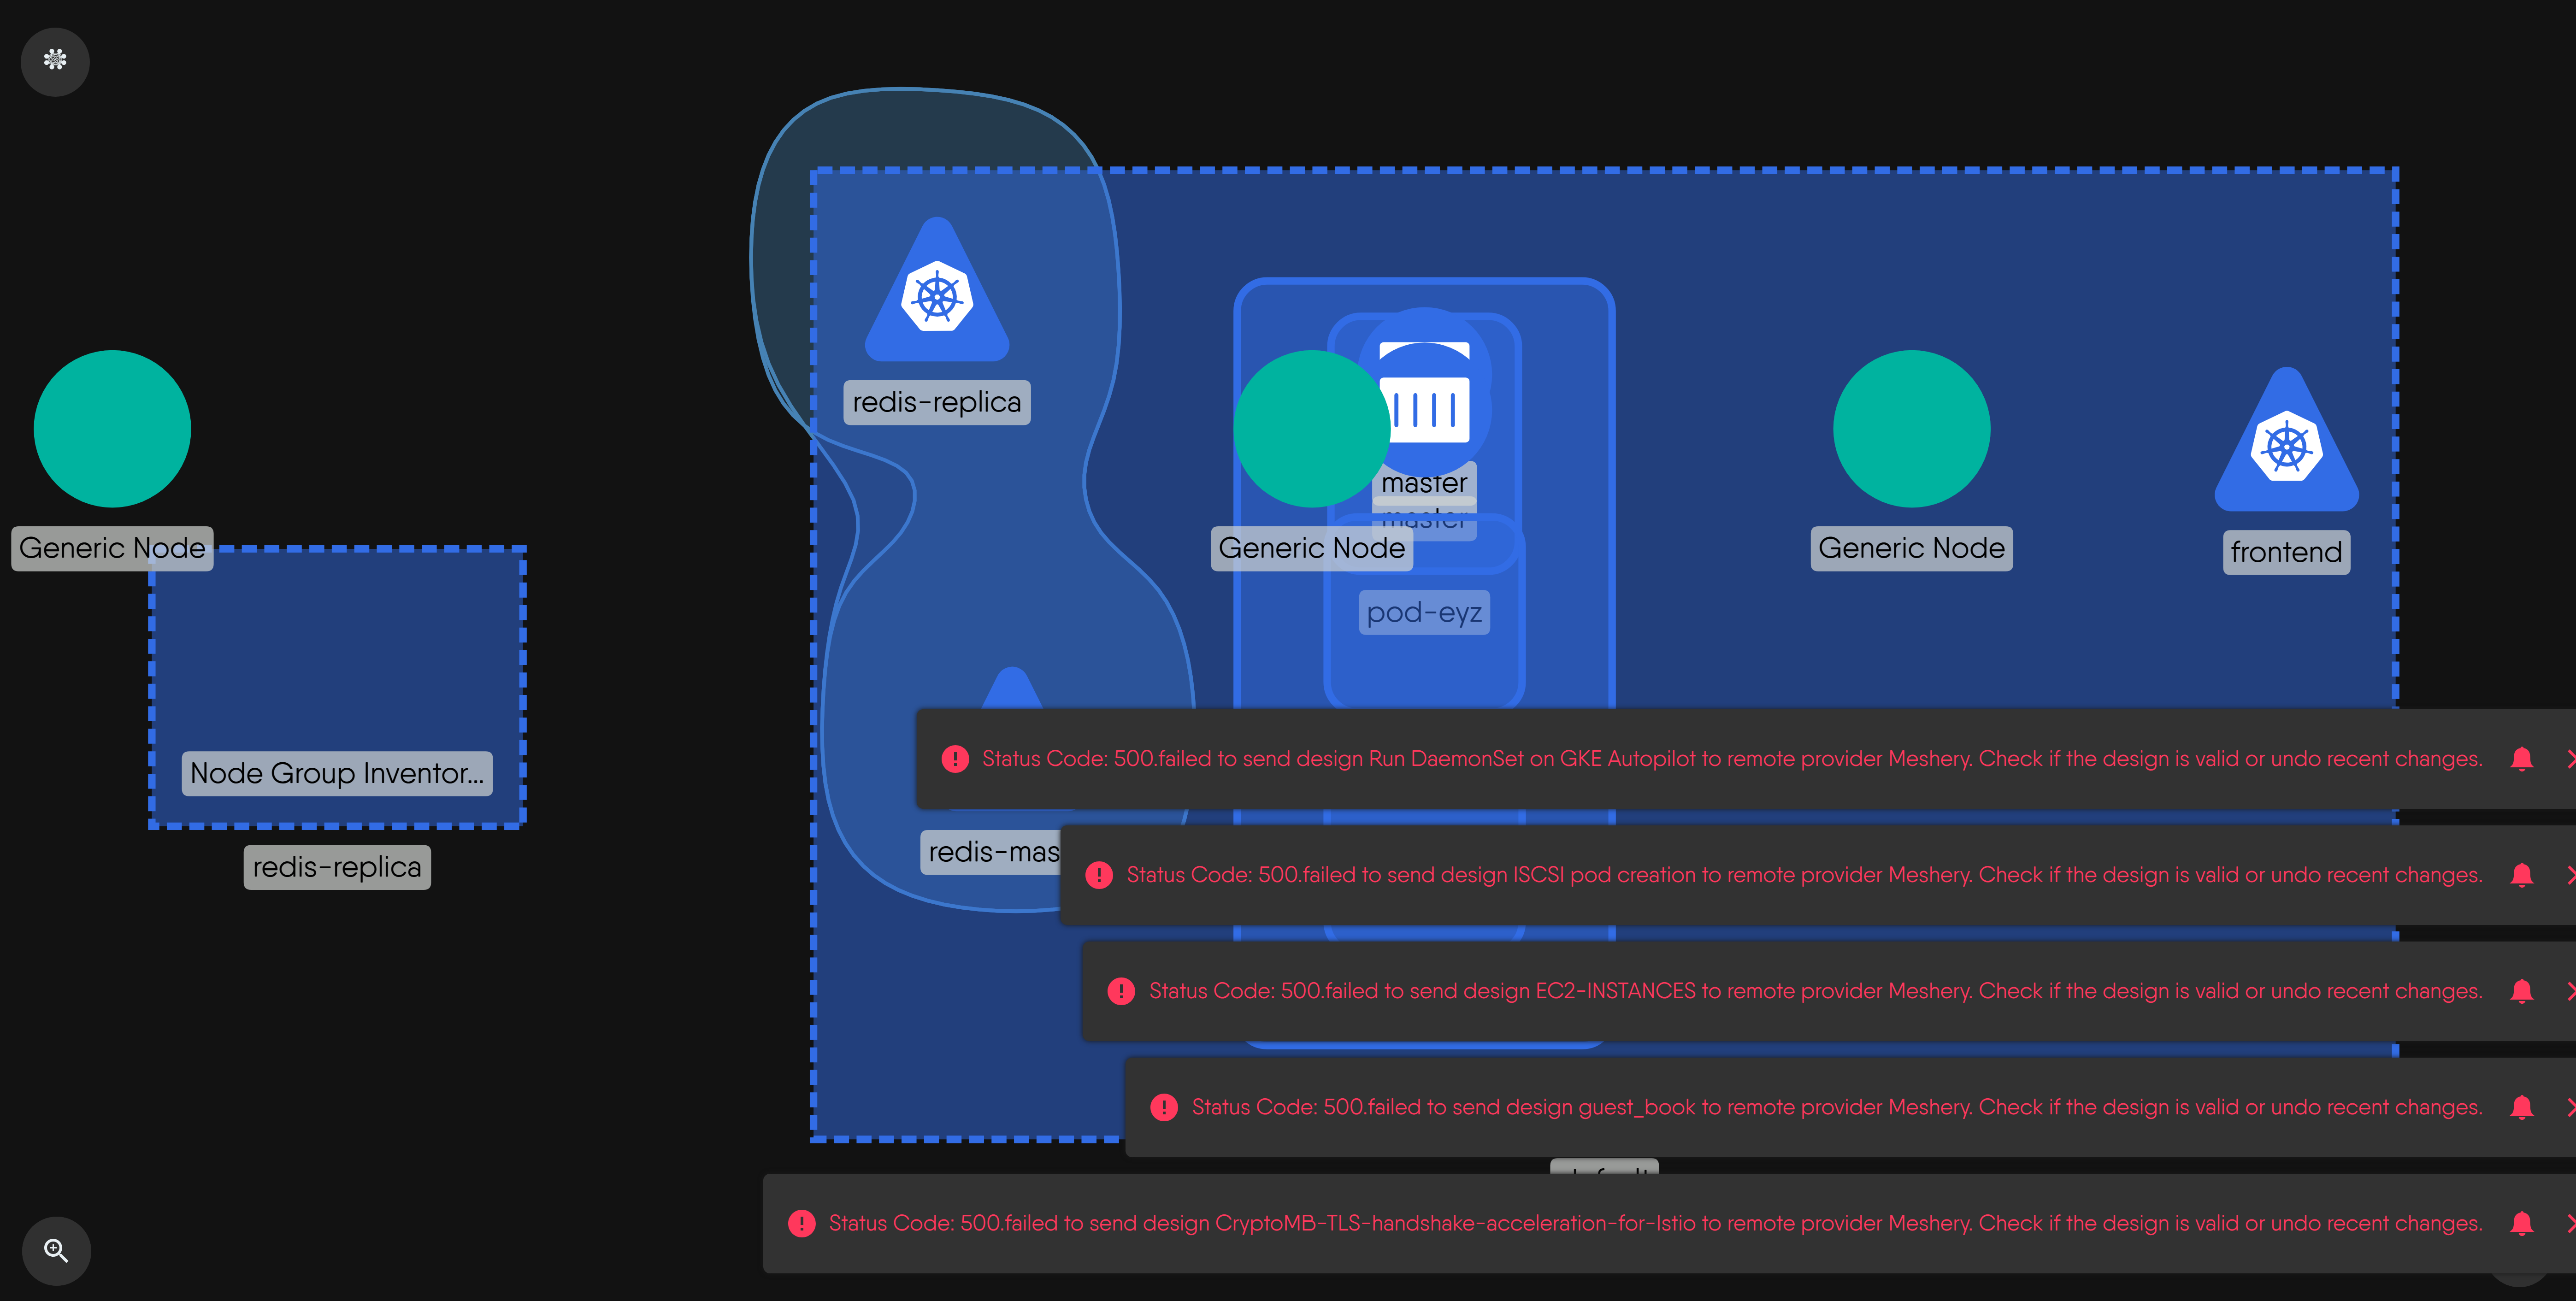 redis-replica
master
master
Generic Node
Generic Node
Generic Node
frontend
pod-eyz
Node Group Inventor...
redis-replica
Status Code: 500.failed to send design Run DaemonSet on GKE Autopilot to remote provider Meshery. Check if the design is valid or undo recent changes.
redis-mas
Status Code: 500.failed to send design ISCSI pod creation to remote provider Meshery. Check if the design is valid or undo recent changes.
Status Code: 500.failed to send design EC2-INSTANCES to remote provider Meshery. Check if the design is valid or undo recent changes.
Status Code: 500.failed to send design guest_book to remote provider Meshery. Check if the design is valid or undo recent changes.
Status Code: 500.failed to send design CryptoMB-TLS-handshake-acceleration-for-Istio to remote provider Meshery. Check if the design is valid or undo recent changes.